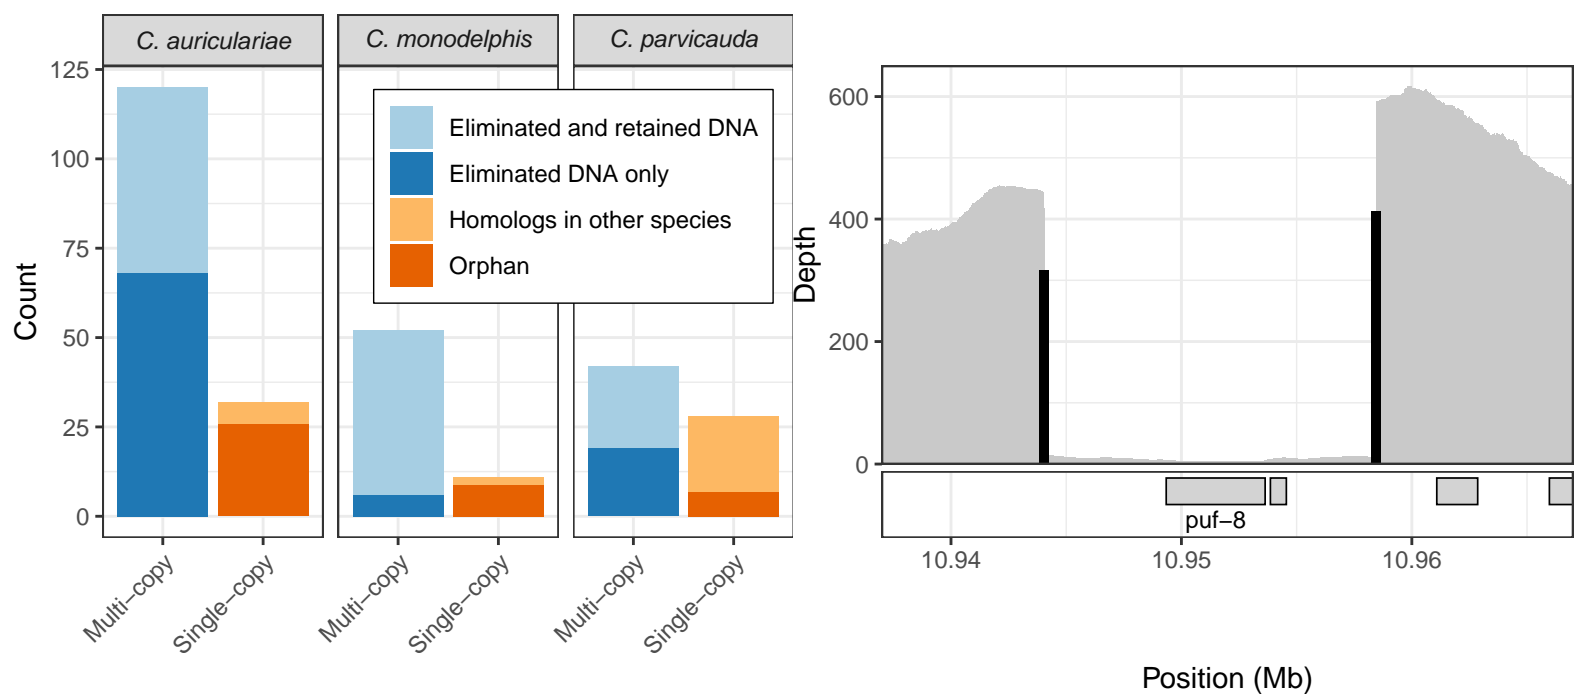 C. auriculariae
C. monodelphis
C. parvicauda
125
100
75
50
25
0
Count
Eliminated and retained DNA
Eliminated DNA only
Homologs in other species
Orphan
Multi−copy
Single−copy
Multi−copy
Single−copy
Multi−copy
Single−copy
600
400
200
0
Depth
puf−8
10.94
10.95
10.96
Position (Mb)